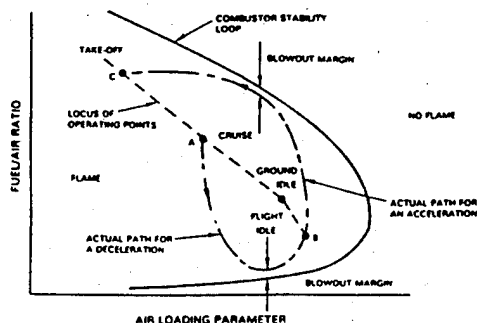 COMBUSTOR STABILITY
LOOP
TAKE-OFF
C
BLOWOUT MARGIN
LOCUS OF
OPERATING POINTS
CRUISE
A
NO FLAME
FUEL/AIR RATIO
FLAME
GROUND
IDLE
ACTUAL PATH FOR
AN ACCELERATION
FLIGHT
IDLE
B
ACTUAL PATH FOR
A DECELERATION
BLOWOUT MARGIN
AIR LOADING PARAMETER